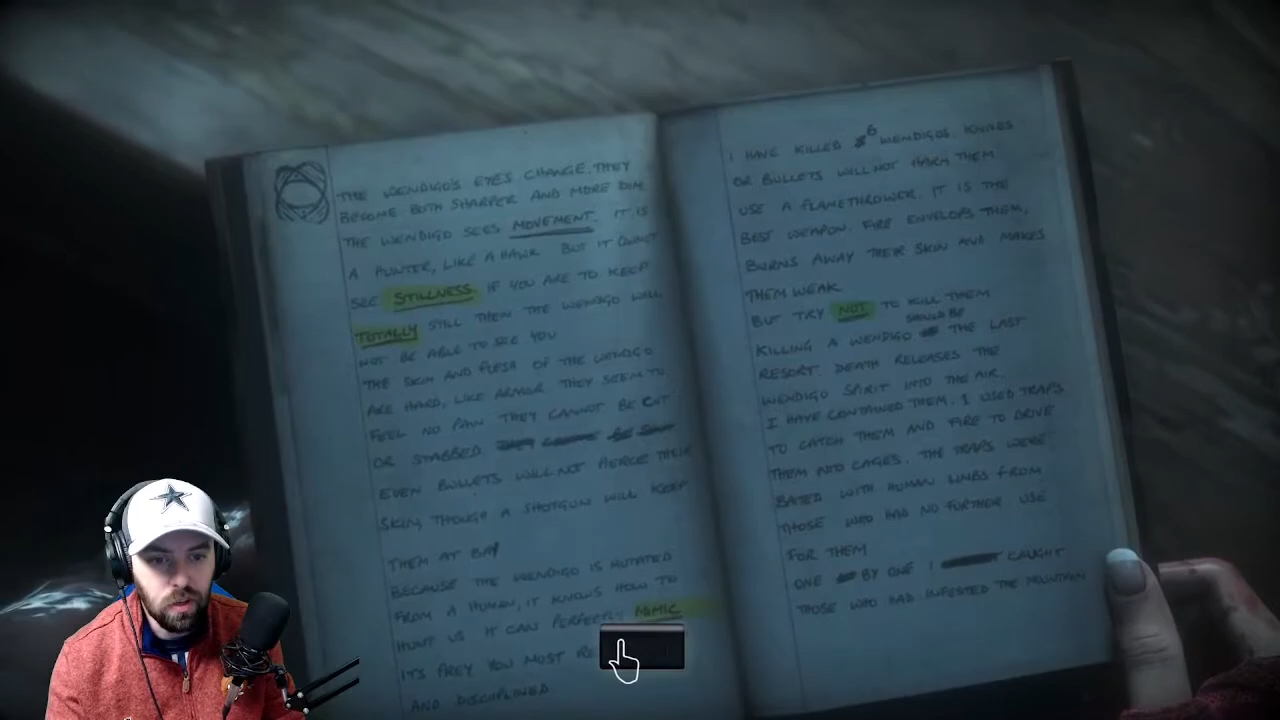 THE WENDIGO'S EYES CHANGE. THEY
BECOME BOTH SHARPER AND MORE DIM
THE WENDIGO SEES MOVEMENT. IT IS
A HUNTER, LIKE A HAWK BUT IT CANNOT
SEE STILLNESS IF YOU ARE TO KEEP
TOTALLY STILL THEN THE WENDIGO WILL
NOT BE ABLE TO SEE YOU
THE SKIN AND FLESH OF THE WENDIGO
ARE HARD, LIKE ARMOR. THEY SEEM TO
FEEL NO PAIN THEY CANNOT BE CUT
OR STABBED.
EVEN BULLETS WILL NOT PIERCE THEIR
SKIN, THOUGH A SHOTGUN WILL KEEP
THEM AT BAY
BECAUSE THE WENDIGO IS MUTATED
FROM A HUMAN, IT KNOWS HOW TO
HUNT US IT CAN PERFECTLY MIMIC
ITS PREY YOU MUST
AND DISCIPLINED
I HAVE KILLED 6 WENDIGOS. KNIVES
OR BULLETS WILL NOT HARM THEM
USE A FLAMETHROWER. IT IS THE
BEST WEAPON. FIRE ENVELOPS THEM,
BURNS AWAY THEIR SKIN AND MAKES
THEM WEAK
BUT TRY NOT TO KILL THEM
KILLING A WENDIGO SHOULD BE THE LAST
RESORT. DEATH RELEASES THE
WENDIGO SPIRIT INTO THE AIR.
I HAVE CONTAINED THEM. I USED TRAPS
TO CATCH THEM AND FIRE TO DRIVE
THEM INTO CAGES. THE TRAPS WERE
BAITED WITH HUMAN LIMBS FROM
THOSE WHO HAD NO FURTHER USE
FOR THEM
ONE BY ONE I CAUGHT
THOSE WHO HAD INFESTED THE MOUNTAIN